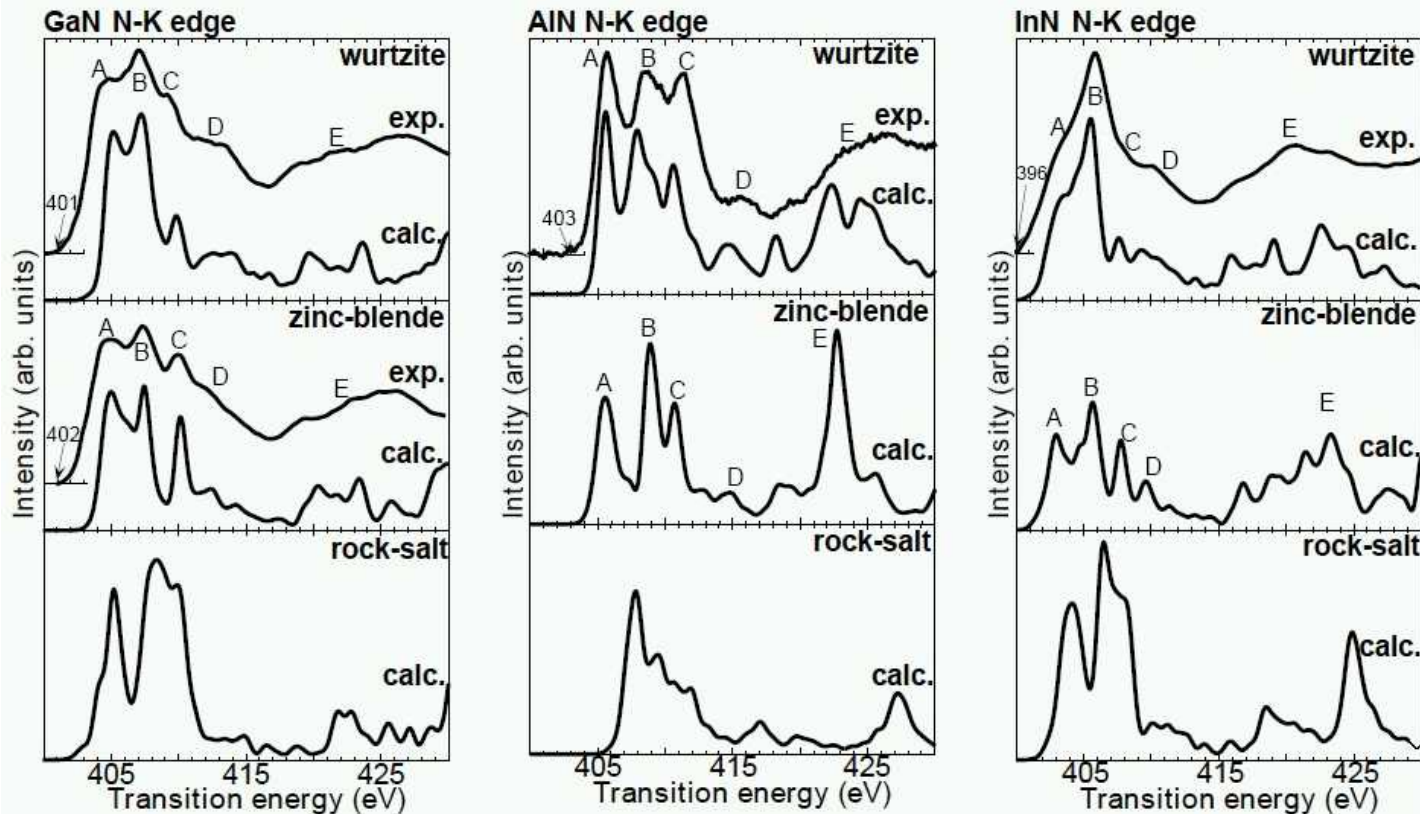 GaN N-K edge
wurtzite
A
B
C
D
E
exp.
401
calc.
zinc-blende
A
B
C
D
E
exp.
402
calc.
rock-salt
calc.
Intensity (arb. units)
405 415 425
Transition energy (eV)
AlN N-K edge
wurtzite
A
B
C
D
E
exp.
403
calc.
zinc-blende
A
B
C
D
E
calc.
rock-salt
calc.
Intensity (arb. units)
405 415 425
Transition energy (eV)
InN N-K edge
wurtzite
A
B
C
D
E
exp.
396
calc.
zinc-blende
A
B
C
D
E
calc.
rock-salt
calc.
Intensity (arb. units)
405 415 425
Transition energy (eV)